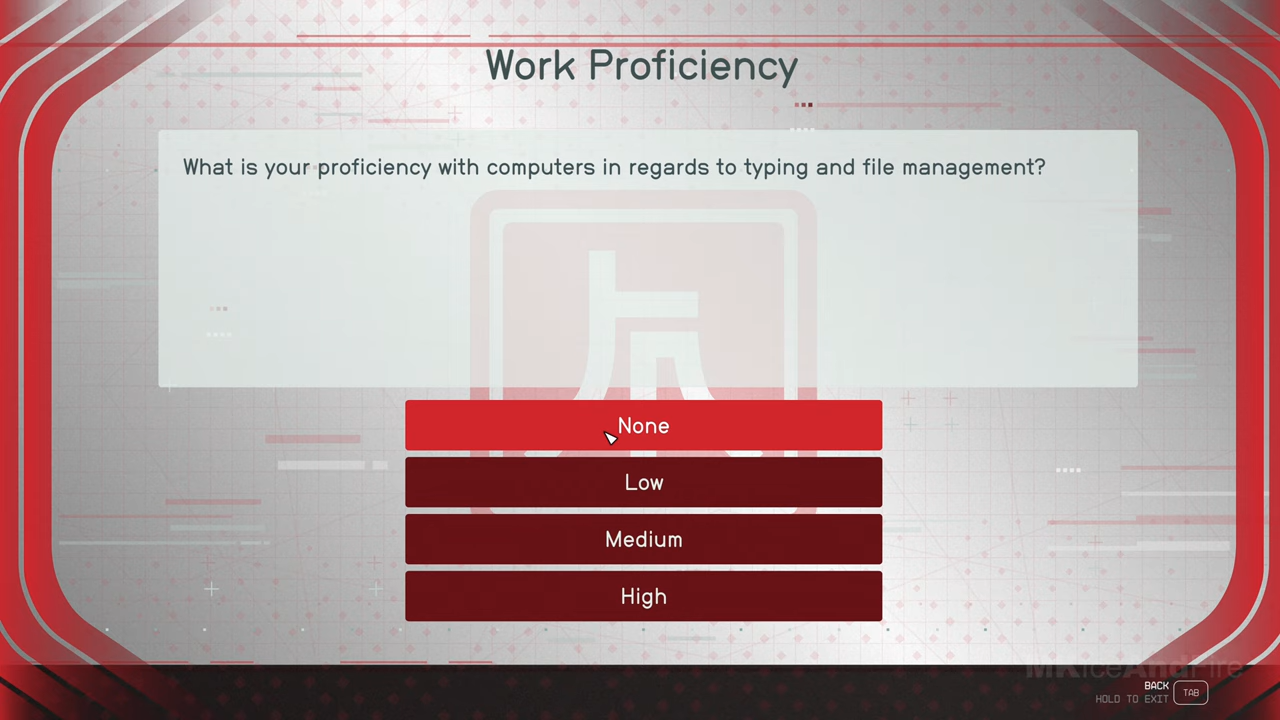 Work Proficiency
What is your proficiency with computers in regards to typing and file management?
None
Low
Medium
High
MKIceAndFire
BACK
HOLD TO EXIT TAB